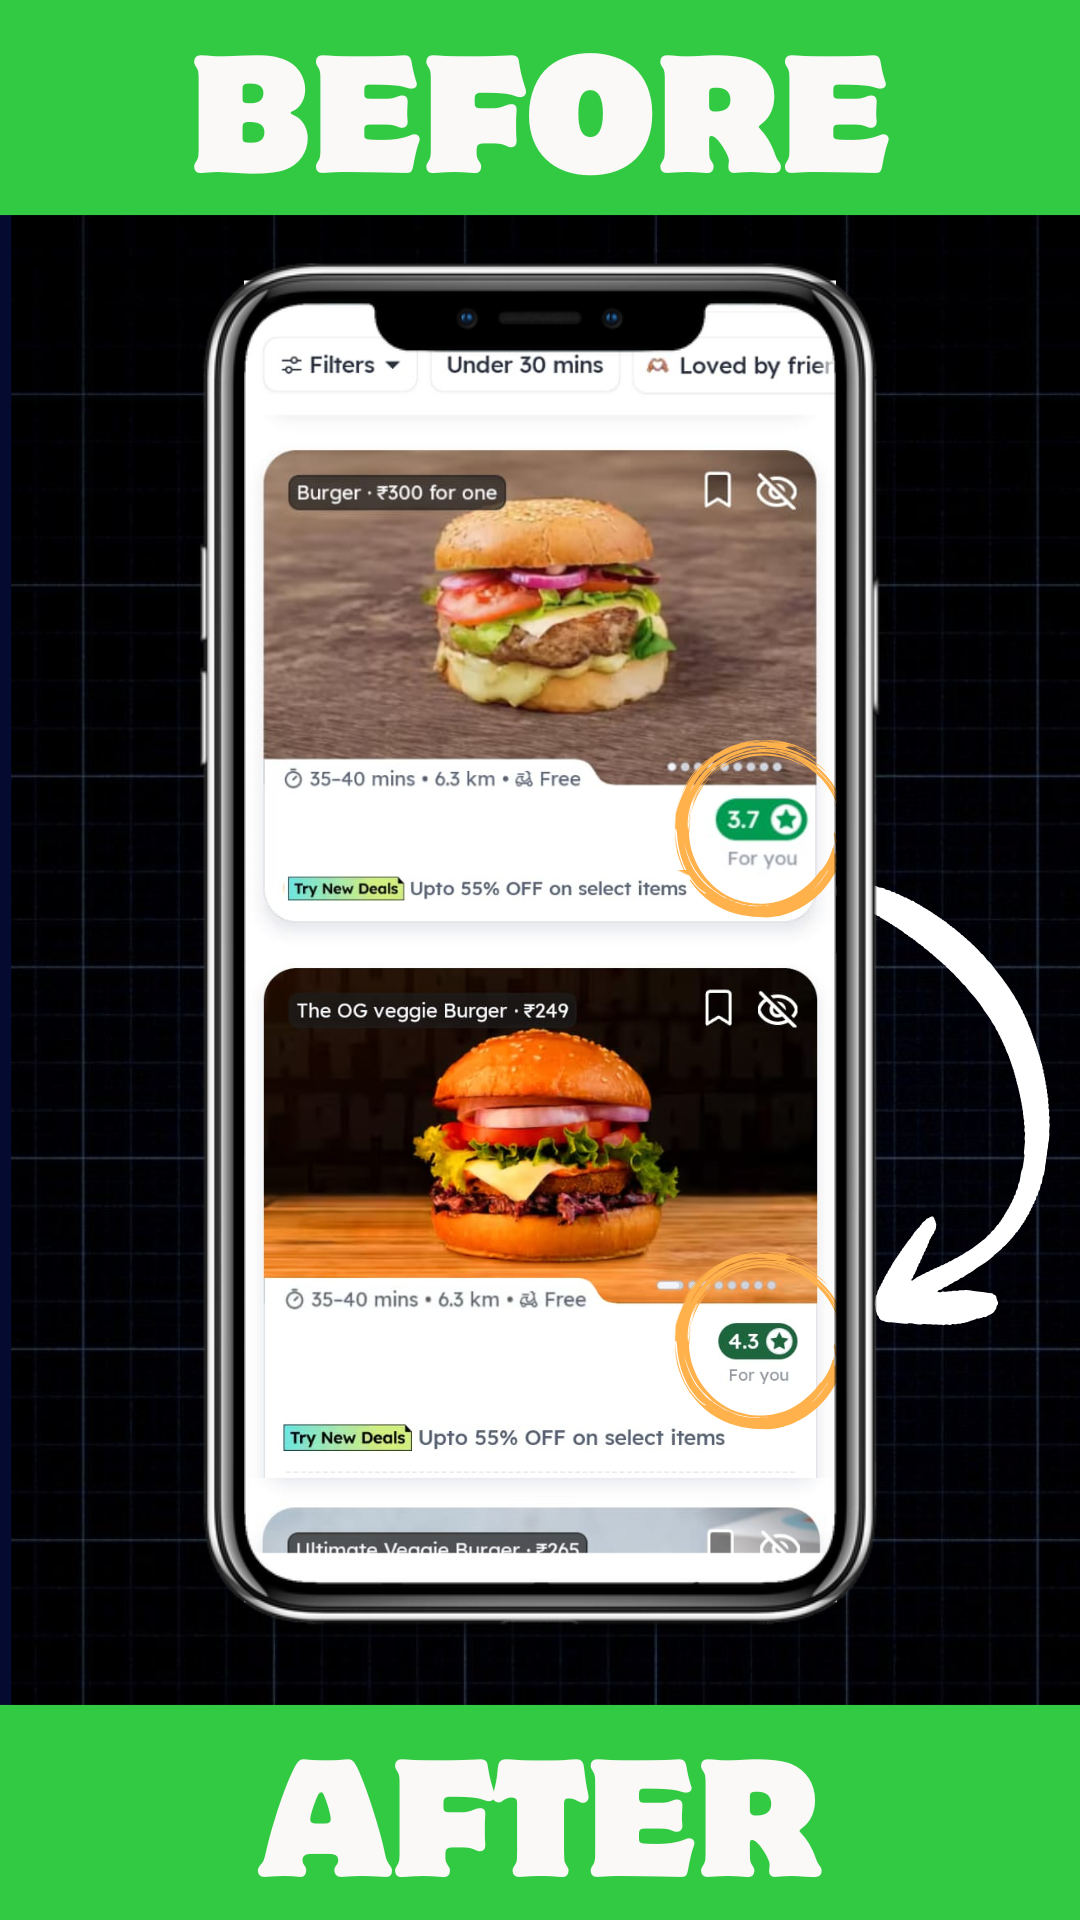 BEFORE
Filters
Under 30 mins
Loved by frien
Burger · ₹300 for one
35–40 mins • 6.3 km • Free
3.7
For you
Try New Deals Upto 55% OFF on select items
The OG veggie Burger · ₹249
35–40 mins • 6.3 km • Free
4.3
For you
Try New Deals Upto 55% OFF on select items
Ultimate Veggie Burger · ₹265
AFTER